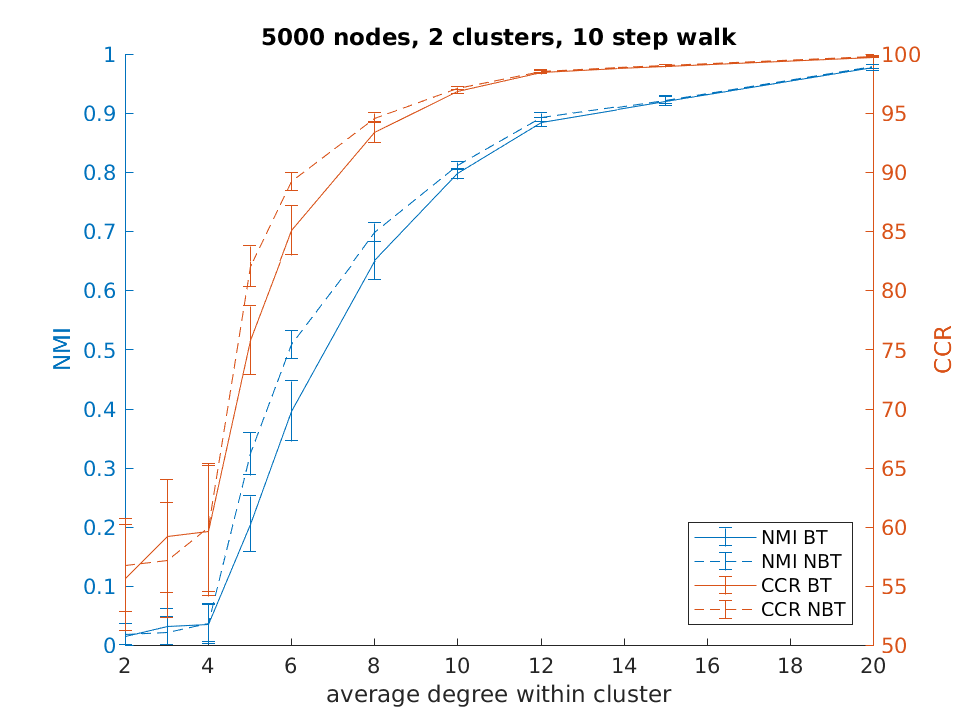 5000 nodes, 2 clusters, 10 step walk
1
0.9
0.8
0.7
0.6
0.5
0.4
0.3
0.2
0.1
0
NMI
100
95
90
85
80
75
70
65
60
55
50
CCR
NMI BT
NMI NBT
CCR BT
CCR NBT
2 4 6 8 10 12 14 16 18 20
average degree within cluster